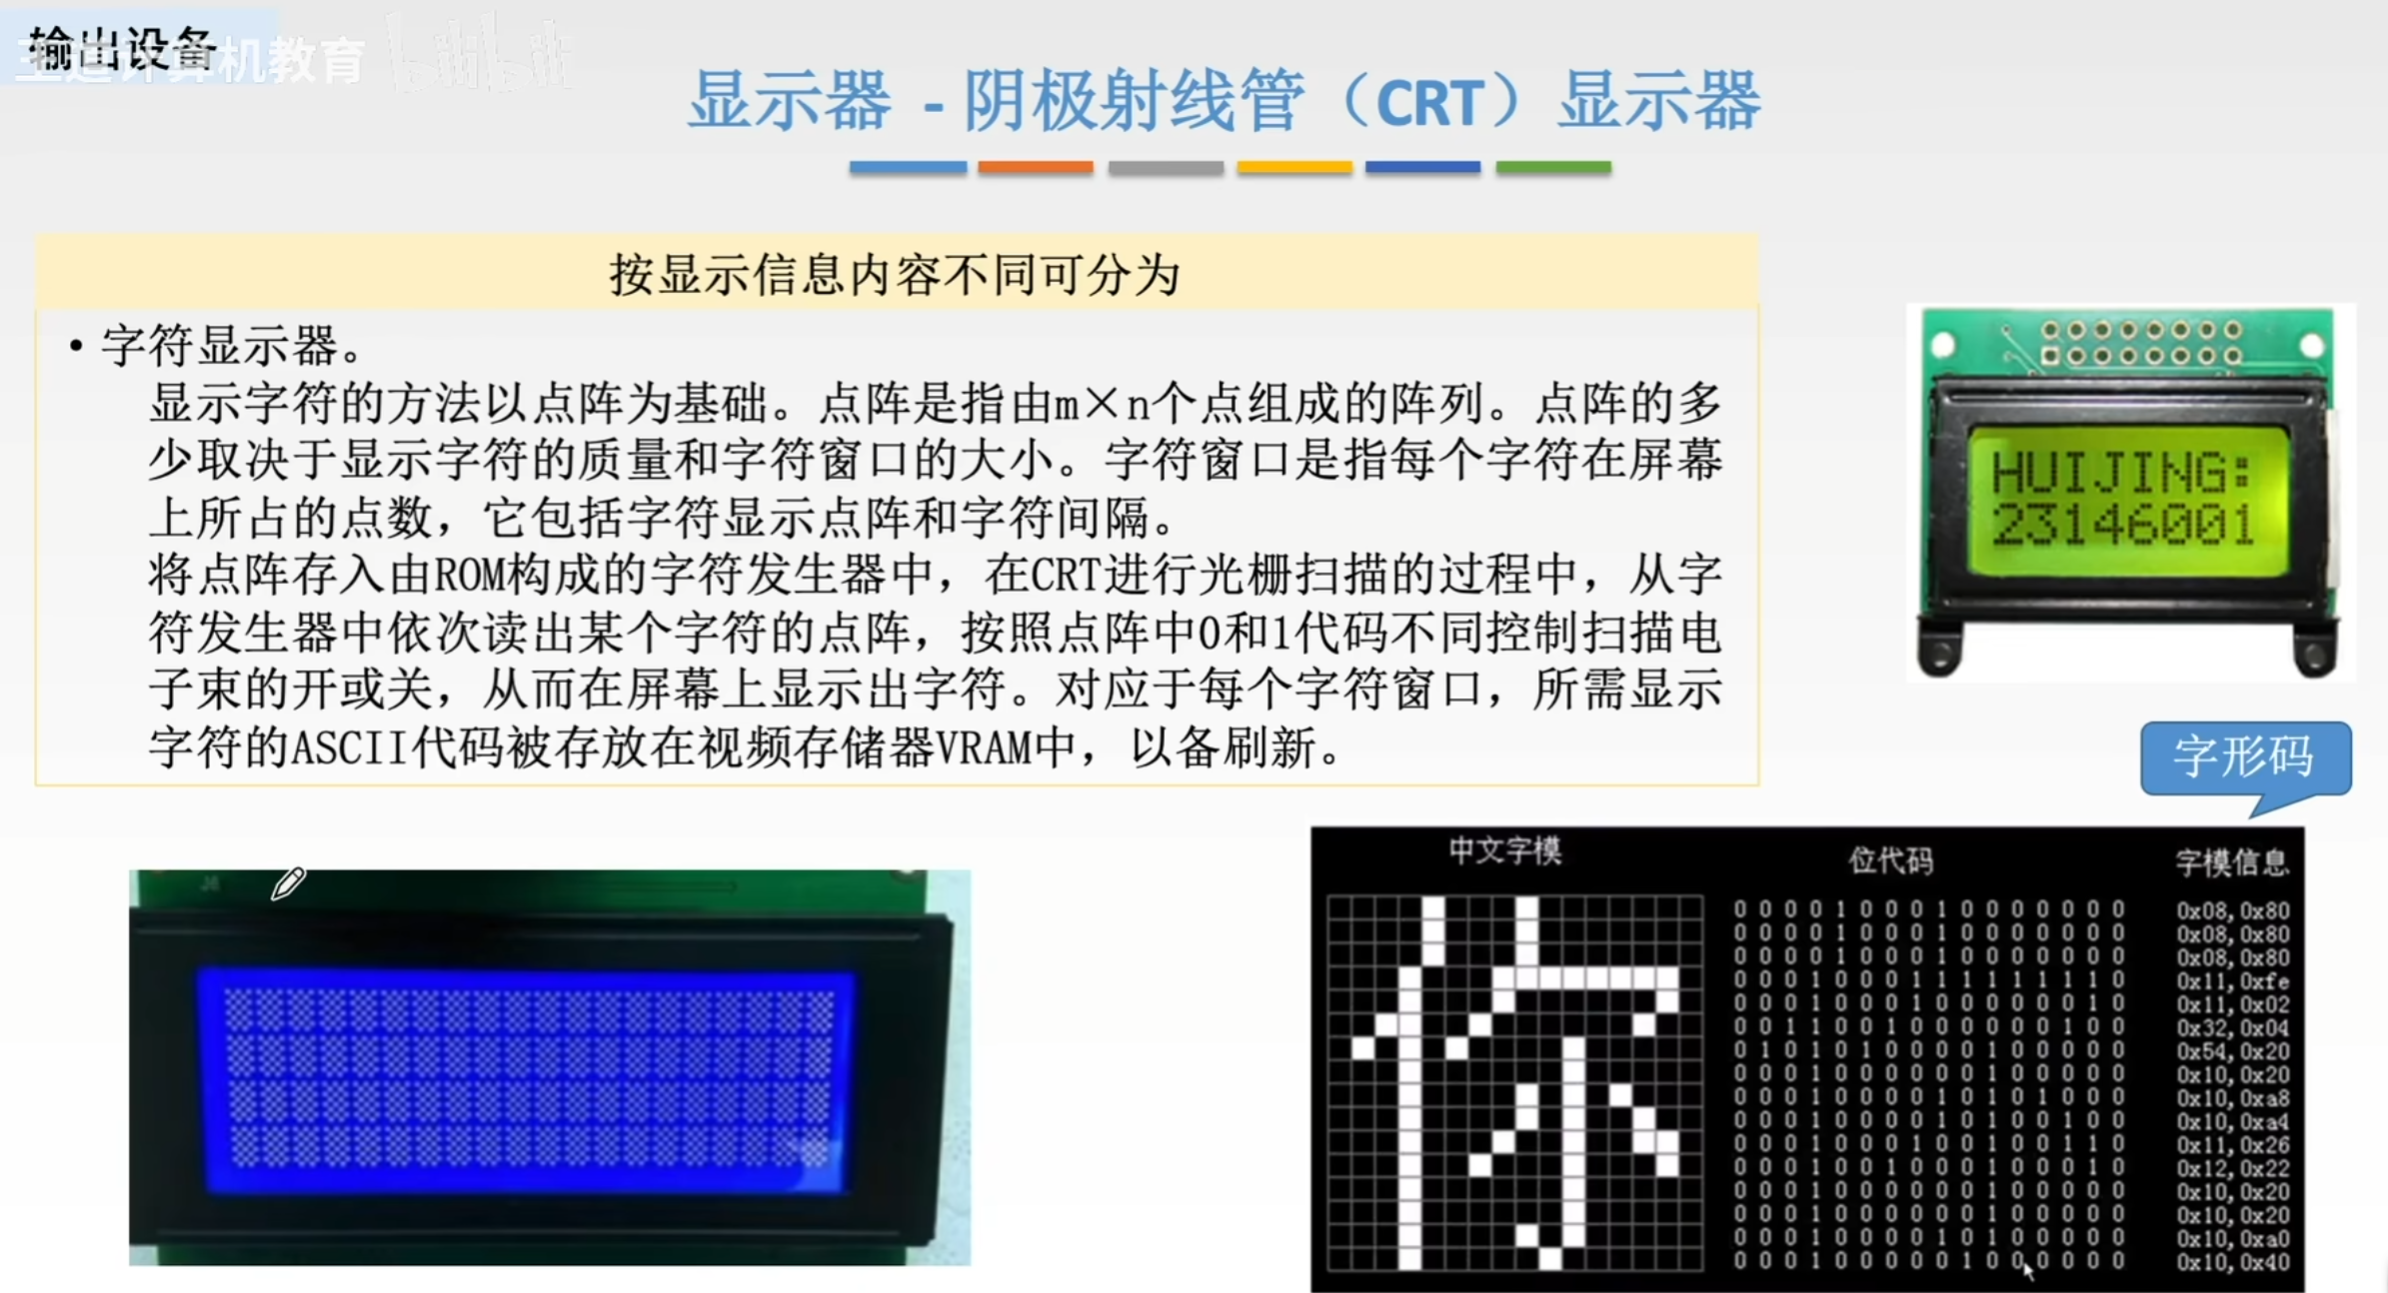 输出设备
王道计算机教育 bilibili
显示器 - 阴极射线管（CRT）显示器
按显示信息内容不同可分为
• 字符显示器。
显示字符的方法以点阵为基础。点阵是指由m×n个点组成的阵列。点阵的多
少取决于显示字符的质量和字符窗口的大小。字符窗口是指每个字符在屏幕
上所占的点数，它包括字符显示点阵和字符间隔。
将点阵存入由ROM构成的字符发生器中，在CRT进行光栅扫描的过程中，从字
符发生器中依次读出某个字符的点阵，按照点阵中0和1代码不同控制扫描电
子束的开或关，从而在屏幕上显示出字符。对应于每个字符窗口，所需显示
字符的ASCII代码被存放在视频存储器VRAM中，以备刷新。
HUIJING:
23146001
字形码
中文字模 位代码 字模信息
你
0 0 0 0 1 0 0 0 1 0 0 0 0 0 0 0 0x08,0x80
0 0 0 0 1 0 0 0 1 0 0 0 0 0 0 0 0x08,0x80
0 0 0 0 1 0 0 0 1 0 0 0 0 0 0 0 0x08,0x80
0 0 0 1 0 0 0 1 1 1 1 1 1 1 1 0 0x11,0xfe
0 0 0 1 0 0 0 1 0 0 0 0 0 0 1 0 0x11,0x02
0 0 1 1 0 0 1 0 0 0 0 0 0 1 0 0 0x32,0x04
0 1 0 1 0 1 0 0 0 0 1 0 0 0 0 0 0x54,0x20
0 0 0 1 0 0 0 0 0 0 1 0 0 0 0 0 0x10,0x20
0 0 0 1 0 0 0 0 1 0 1 0 1 0 0 0 0x10,0xa8
0 0 0 1 0 0 0 0 1 0 1 0 0 1 0 0 0x10,0xa4
0 0 0 1 0 0 0 1 0 0 1 0 0 1 1 0 0x11,0x26
0 0 0 1 0 0 1 0 0 0 1 0 0 0 1 0 0x12,0x22
0 0 0 1 0 0 0 0 0 0 1 0 0 0 0 0 0x10,0x20
0 0 0 1 0 0 0 0 0 0 1 0 0 0 0 0 0x10,0x20
0 0 0 1 0 0 0 0 1 0 1 0 0 0 0 0 0x10,0xa0
0 0 0 1 0 0 0 0 0 1 0 0 0 0 0 0 0x10,0x40